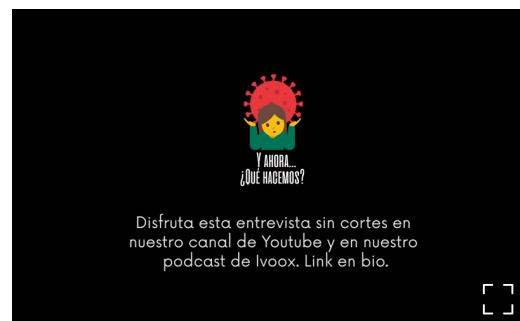 Y AHORA...
¿QUÉ HACEMOS?
Disfruta esta entrevista sin cortes en
nuestro canal de Youtube y en nuestro
podcast de Ivoox. Link en bio.